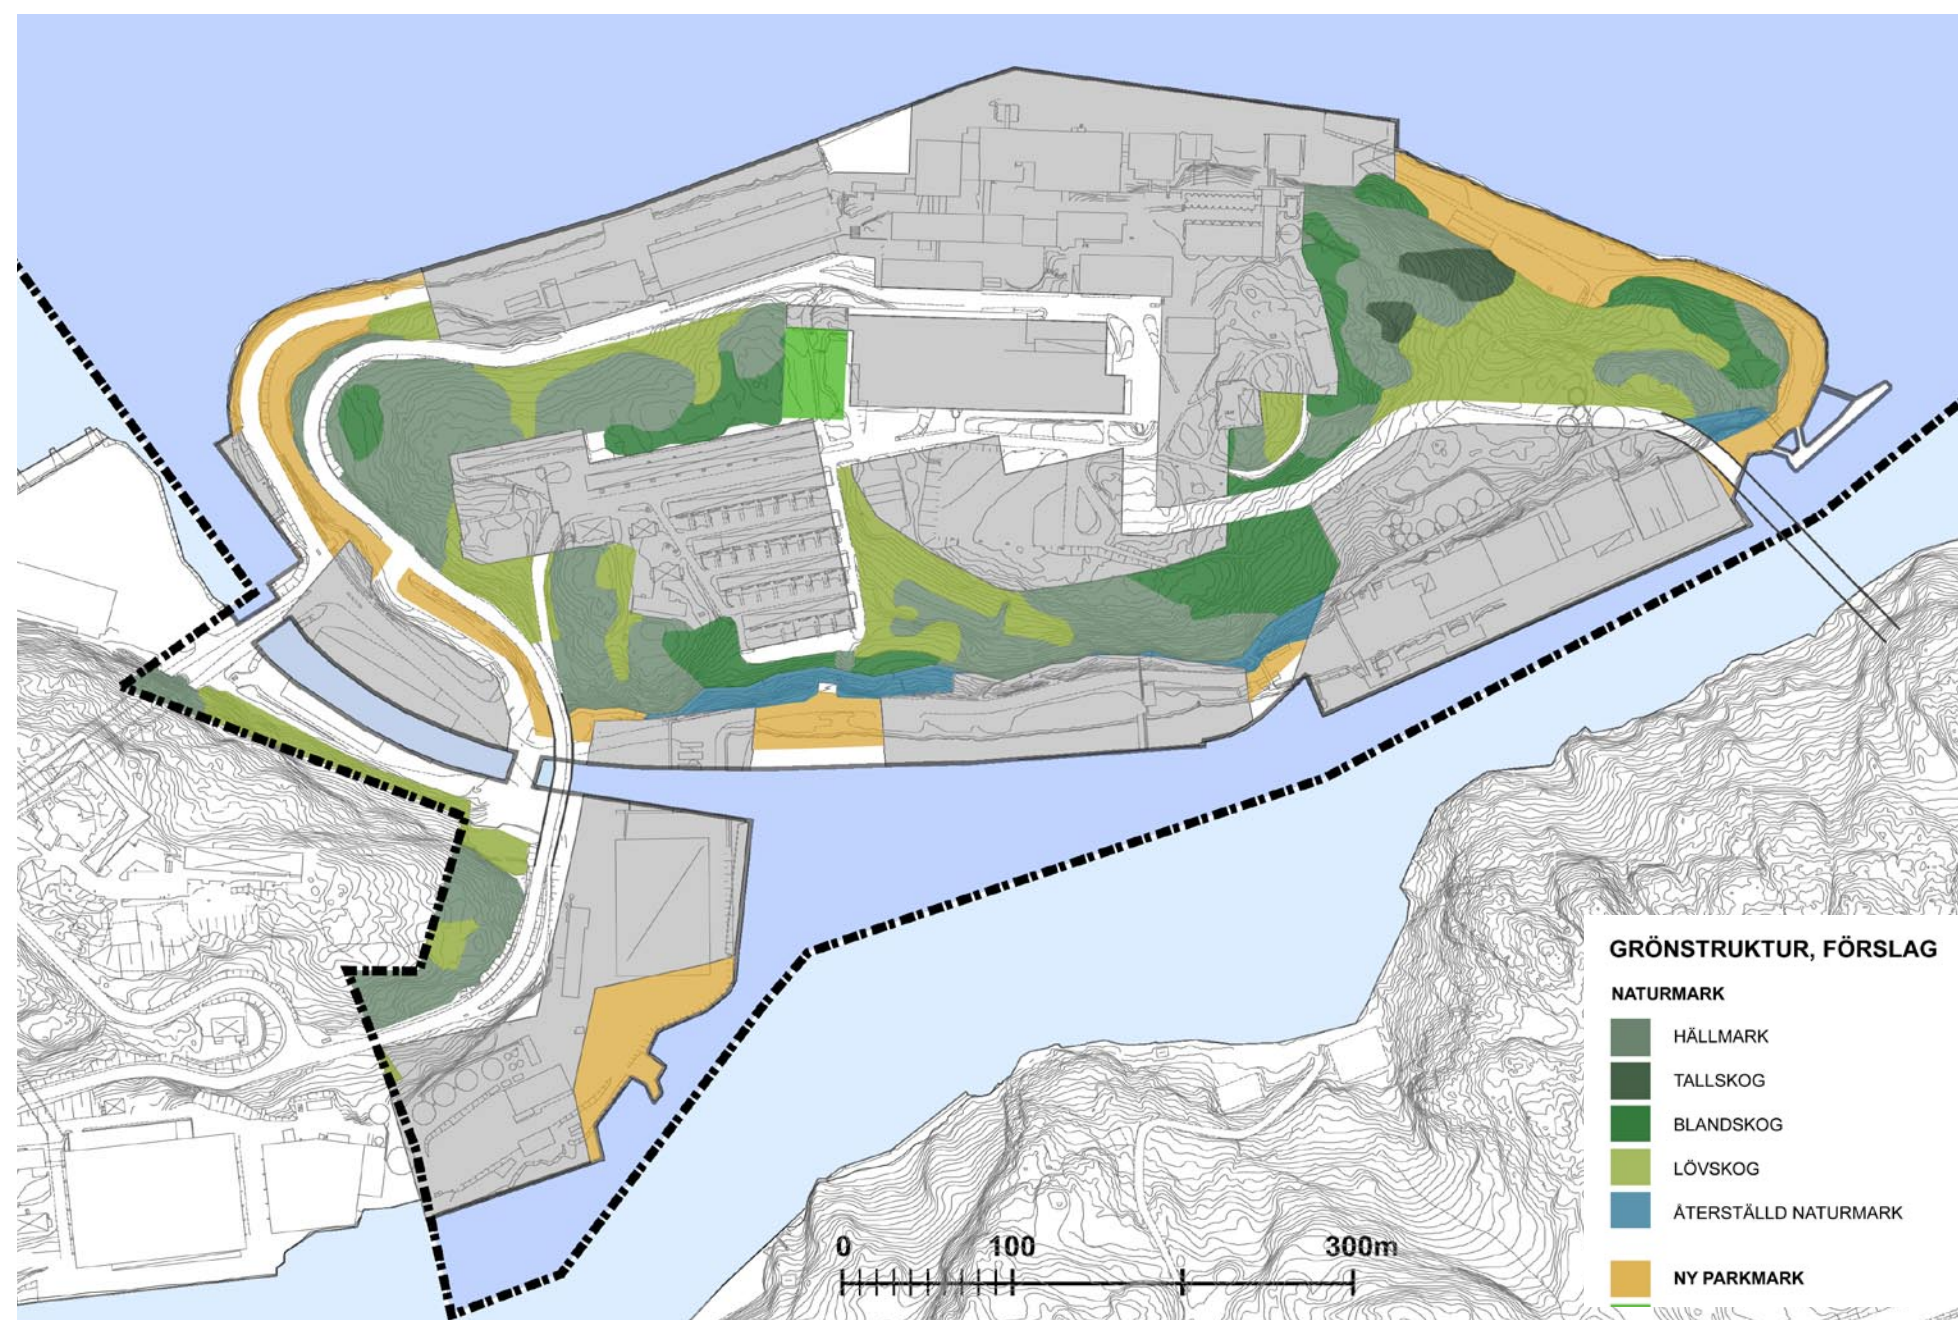 GRÖNSTRUKTUR, FÖRSLAG
NATURMARK
HÄLLMARK
TALLSKOG
BLANDSKOG
LÖVSKOG
ÅTERSTÄLLD NATURMARK
NY PARKMARK
0 100 300m